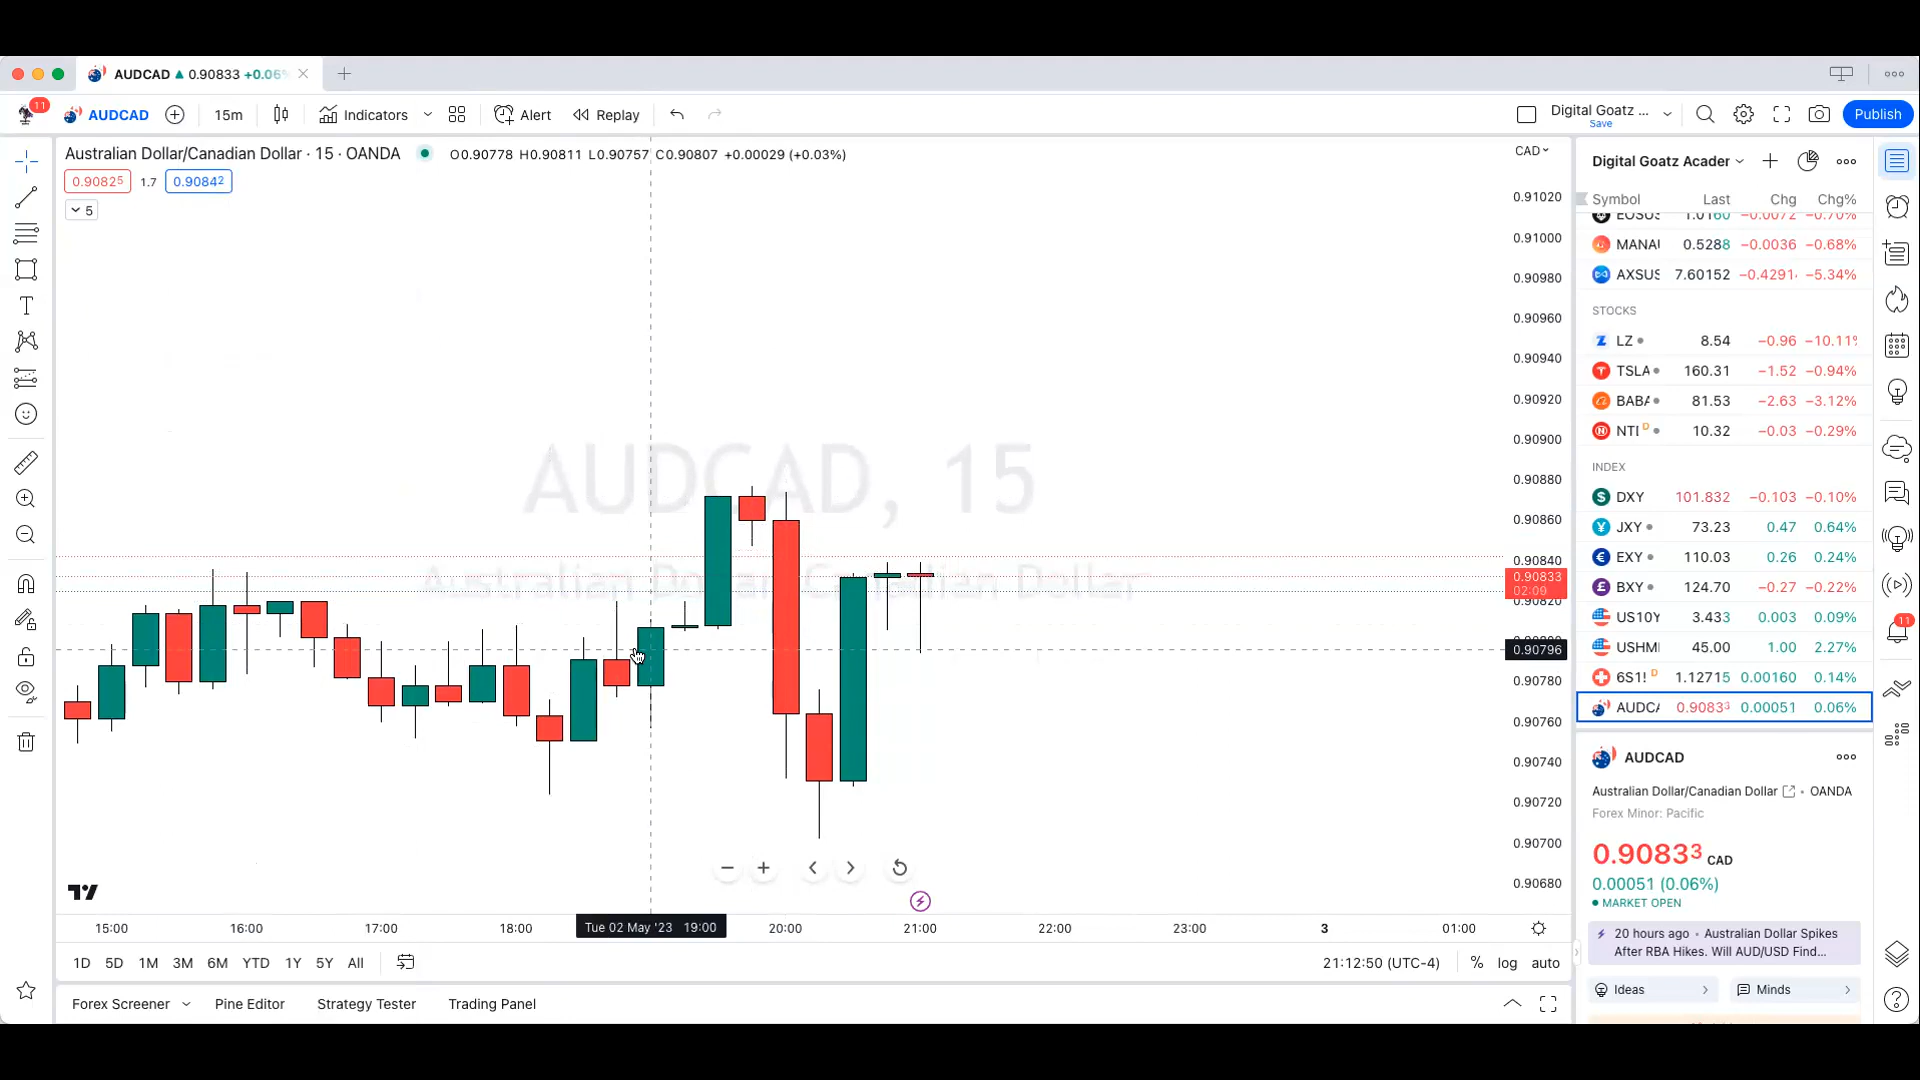 AUDCAD ▲ 0.90833 +0.06%
11
AUDCAD 15m Indicators Alert Replay
Digital Goatz ...
Save
Publish
Australian Dollar/Canadian Dollar · 15 · OANDA O0.90778 H0.90811 L0.90757 C0.90807 +0.00029 (+0.03%)
0.90825 1.7 0.90842
5
AUDCAD, 15
Australian Dollar/Canadian Dollar
CAD
0.91020
0.91000
0.90980
0.90960
0.90940
0.90920
0.90900
0.90880
0.90860
0.90840
0.90833
02:09
0.90820
0.90796
0.90780
0.90760
0.90740
0.90720
0.90700
0.90680
15:00 16:00 17:00 18:00 Tue 02 May '23 19:00 20:00 21:00 22:00 23:00 3 01:00
1D 5D 1M 3M 6M YTD 1Y 5Y All
21:12:50 (UTC-4) % log auto
Forex Screener Pine Editor Strategy Tester Trading Panel
Digital Goatz Acader
Symbol Last Chg Chg%
EOSUS 1.0160 −0.0072 −0.70%
MANAU 0.5288 −0.0036 −0.68%
AXSUS 7.60152 −0.4291 −5.34%
STOCKS
LZ 8.54 −0.96 −10.11%
TSLA 160.31 −1.52 −0.94%
BABA 81.53 −2.63 −3.12%
NTI D 10.32 −0.03 −0.29%
INDEX
DXY 101.832 −0.103 −0.10%
JXY 73.23 0.47 0.64%
EXY 110.03 0.26 0.24%
BXY 124.70 −0.27 −0.22%
US10Y 3.433 0.003 0.09%
USHMI 45.00 1.00 2.27%
6S1! D 1.12715 0.00160 0.14%
AUDCA 0.90833 0.00051 0.06%
AUDCAD
Australian Dollar/Canadian Dollar • OANDA
Forex Minor: Pacific
0.90833 CAD
0.00051 (0.06%)
MARKET OPEN
20 hours ago • Australian Dollar Spikes
After RBA Hikes. Will AUD/USD Find...
Ideas Minds
11